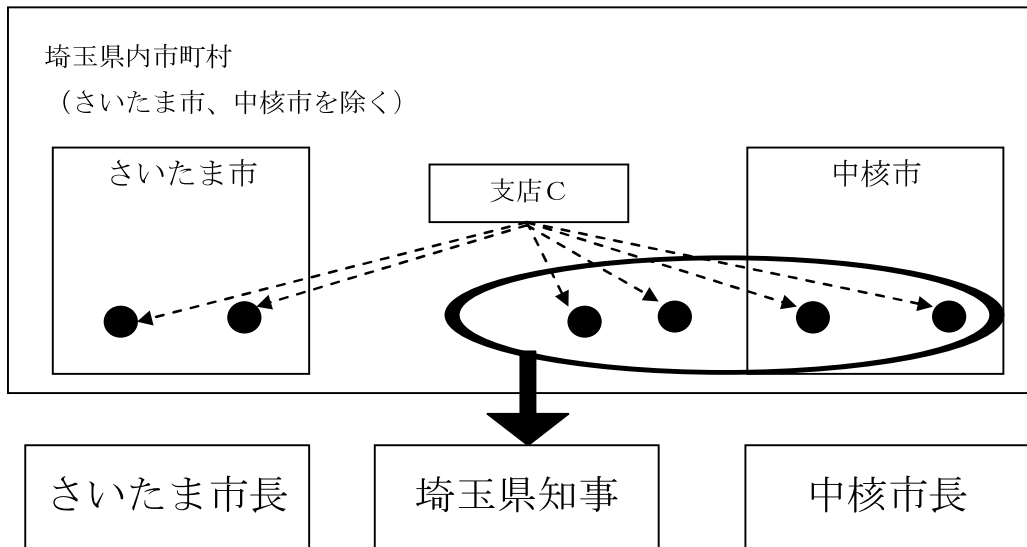 埼玉県内市町村
（さいたま市、中核市を除く）
さいたま市
支店Ｃ
中核市
さいたま市長
埼玉県知事
中核市長